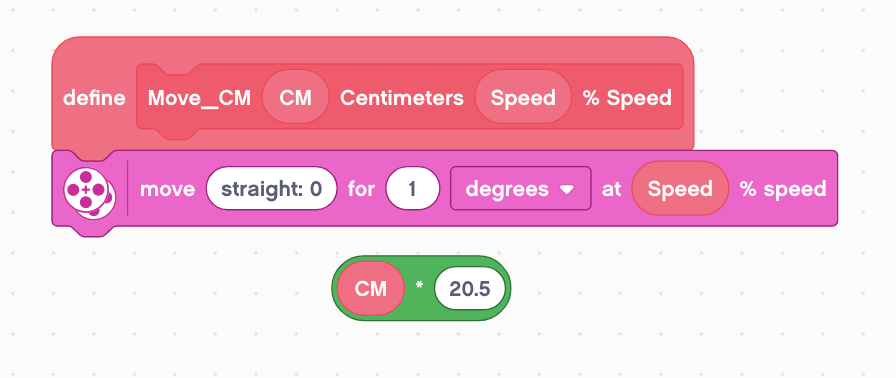 define Move_CM CM Centimeters Speed % Speed
move straight: 0 for 1 degrees at Speed % speed
CM * 20.5